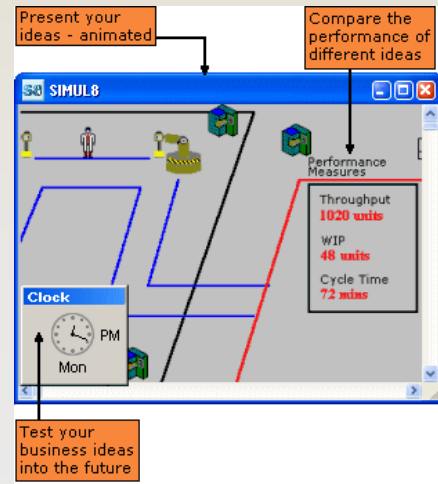 Present your
ideas - animated
Compare the
performance of
different ideas
SIMUL8
Performance
Measures
Throughput
1020 units
WIP
48 units
Cycle Time
72 mins
Clock
PM
Mon
Test your
business ideas
into the future